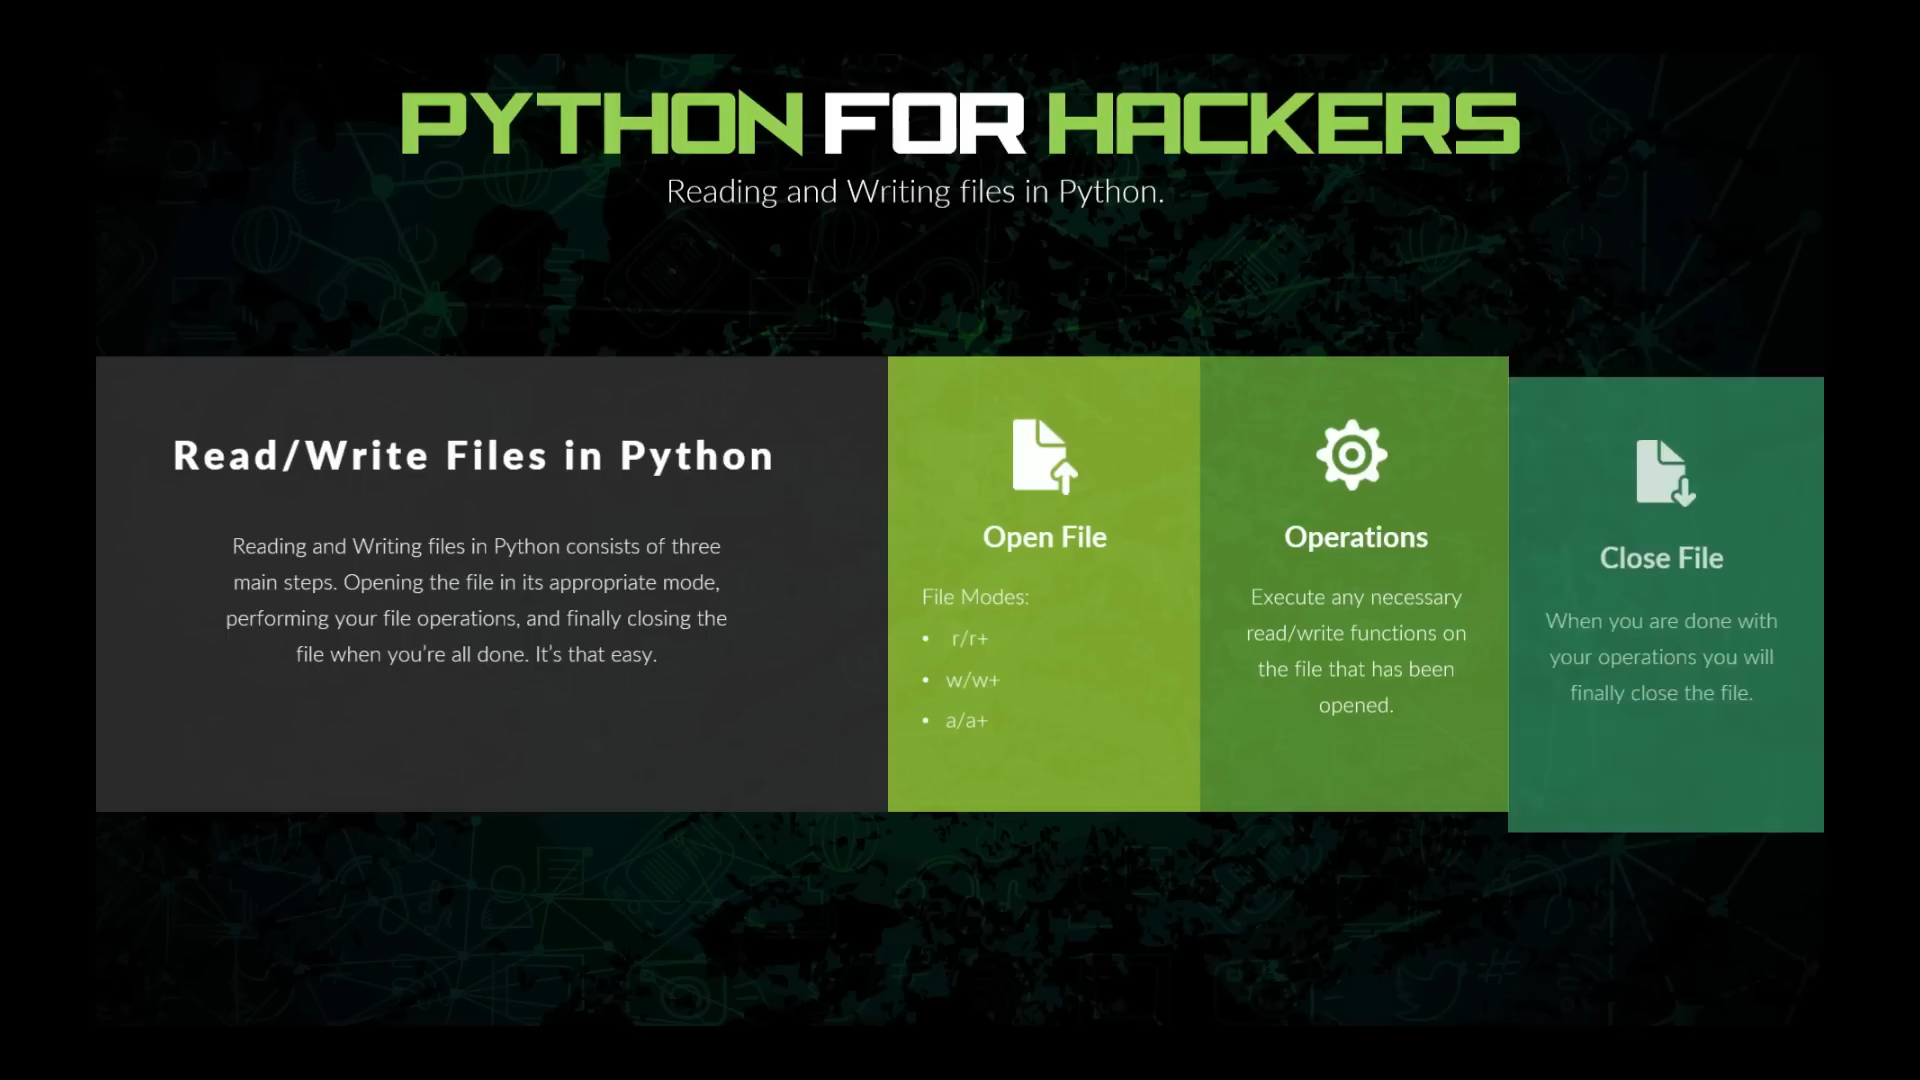 PYTHON FOR HACKERS
Reading and Writing files in Python.
Read/Write Files in Python
Reading and Writing files in Python consists of three
main steps. Opening the file in its appropriate mode,
performing your file operations, and finally closing the
file when you’re all done. It’s that easy.
Open File
File Modes:
• r/r+
• w/w+
• a/a+
Operations
Execute any necessary
read/write functions on
the file that has been
opened.
Close File
When you are done with
your operations you will
finally close the file.